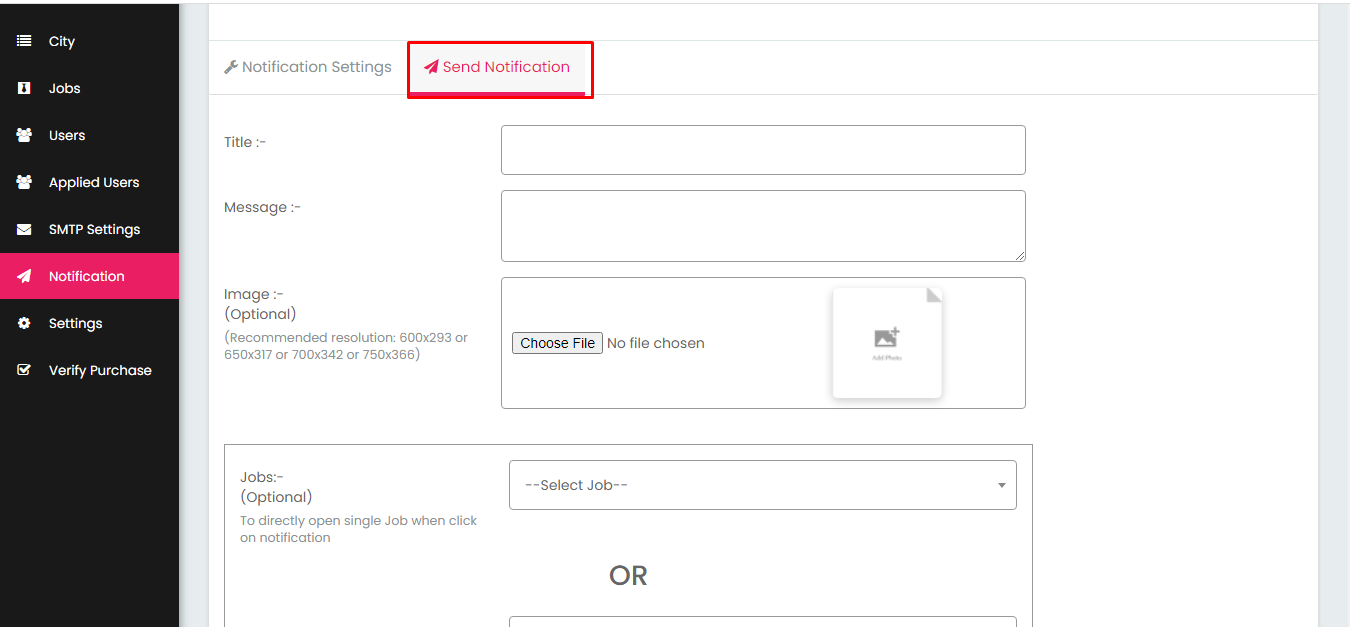 City
Jobs
Users
Applied Users
SMTP Settings
Notification
Settings
Verify Purchase
Notification Settings
Send Notification
Title :-
Message :-
Image :-
(Optional)
(Recommended resolution: 600x293 or
650x317 or 700x342 or 750x366)
Choose File No file chosen
Add Photo
Jobs:-
(Optional)
To directly open single Job when click
on notification
--Select Job--
OR